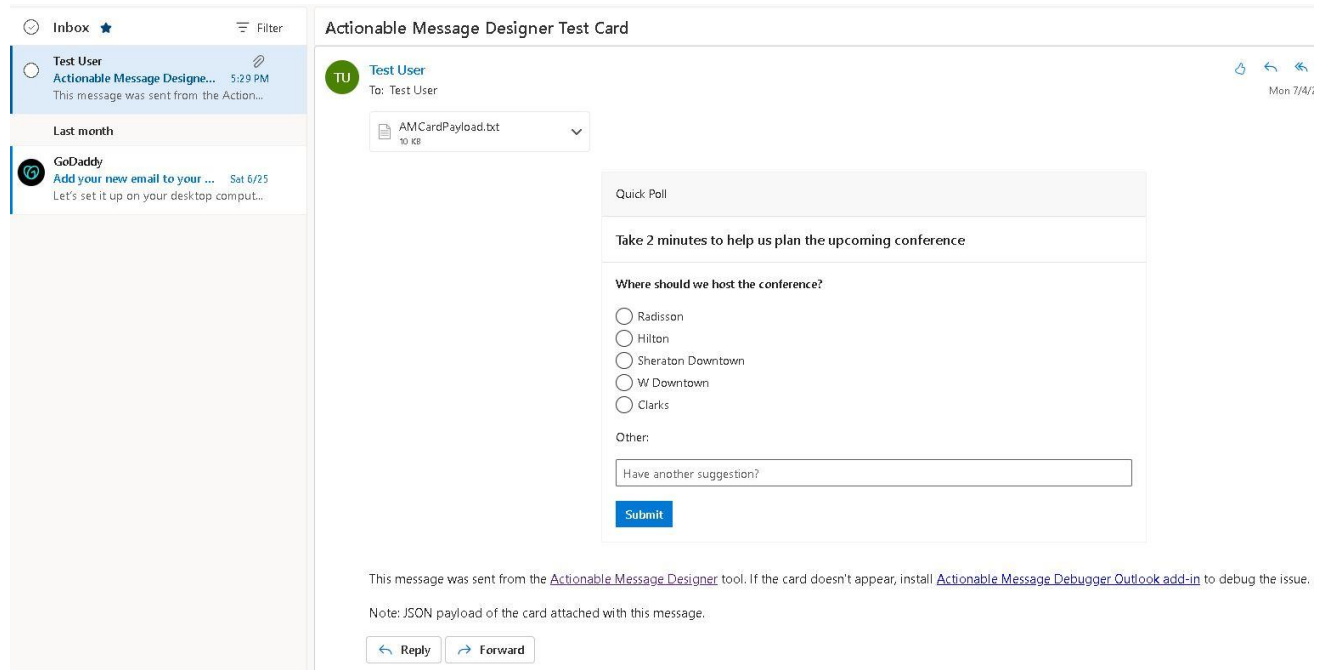 Inbox
Filter
Test User
Actionable Message Designe... 5:29 PM
This message was sent from the Action...
Last month
GoDaddy
Add your new email to your ... Sat 6/25
Let's set it up on your desktop comput...
Actionable Message Designer Test Card
TU
Test User
To: Test User
Mon 7/4/2
AMCardPayload.txt
10 KB
Quick Poll
Take 2 minutes to help us plan the upcoming conference
Where should we host the conference?
Radisson
Hilton
Sheraton Downtown
W Downtown
Clarks
Other:
Have another suggestion?
Submit
This message was sent from the Actionable Message Designer tool. If the card doesn't appear, install Actionable Message Debugger Outlook add-in to debug the issue.
Note: JSON payload of the card attached with this message.
Reply
Forward